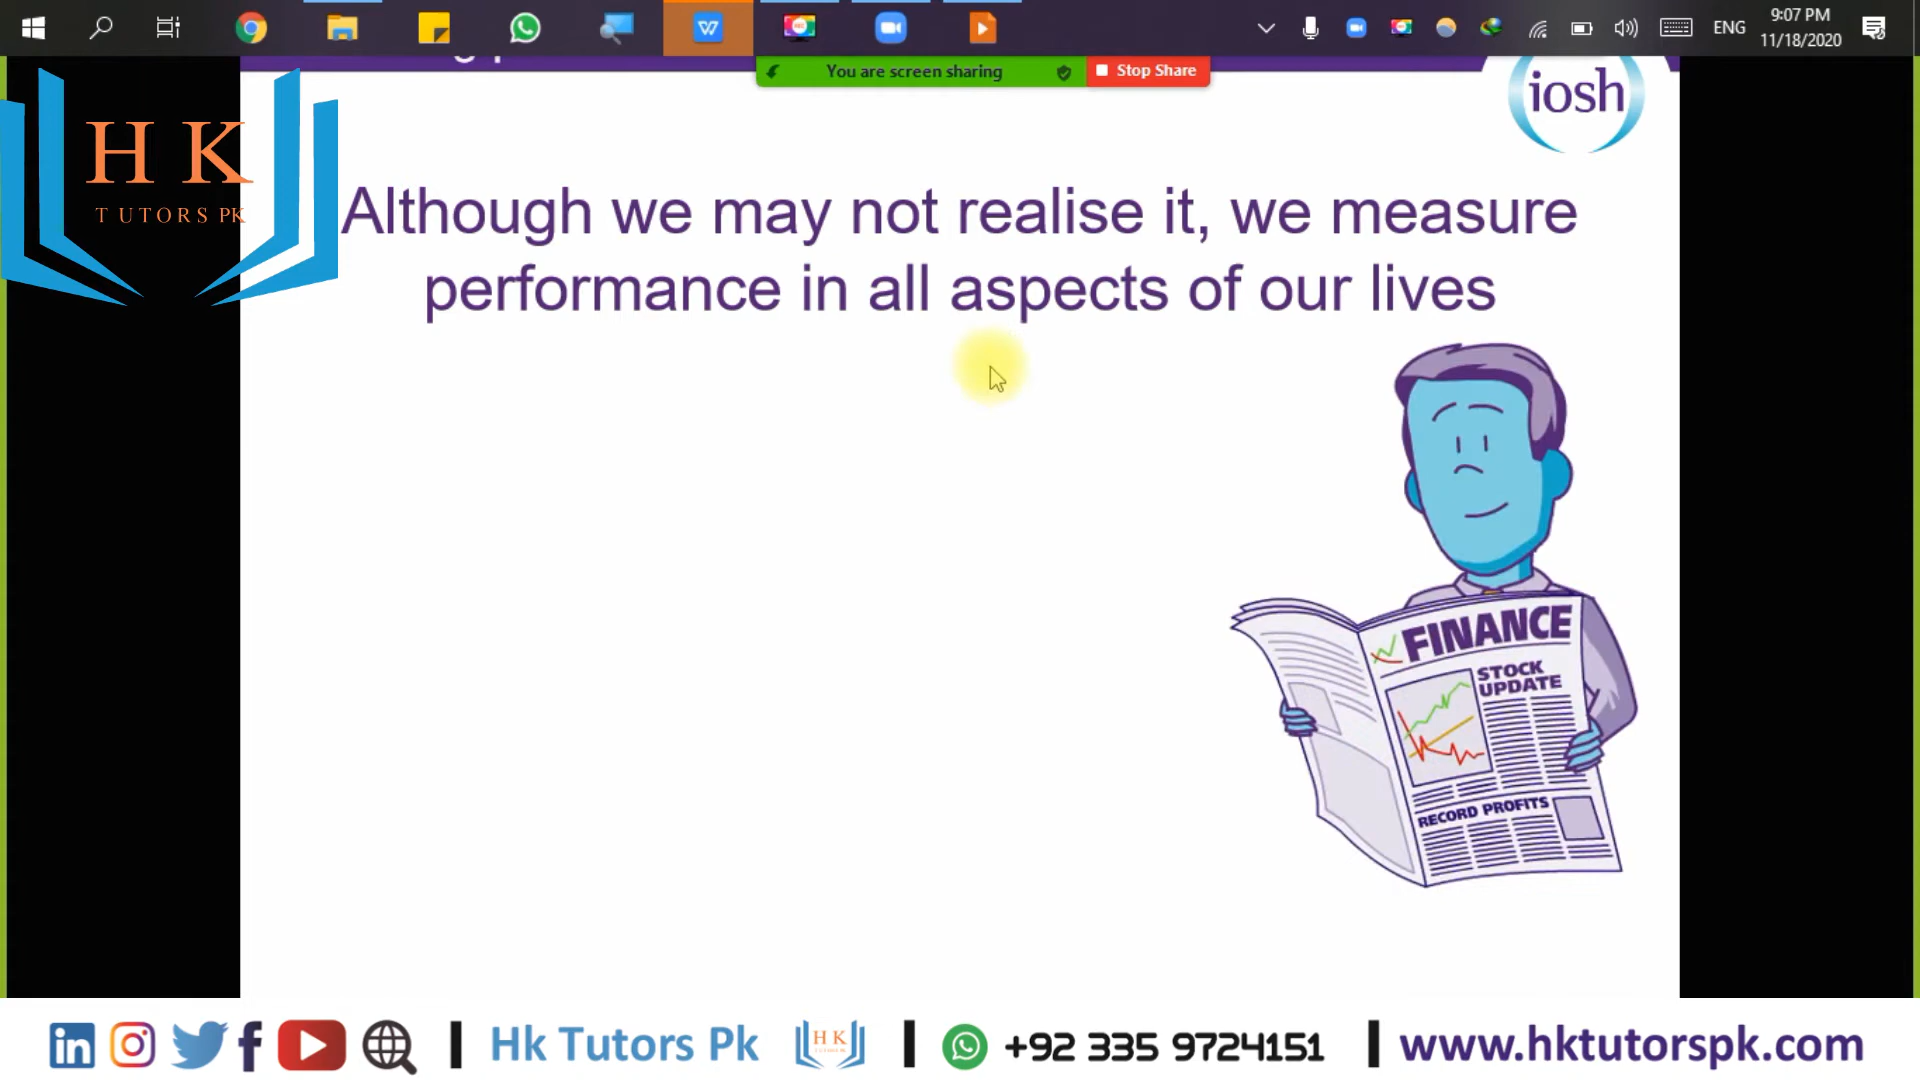 9:07 PM
ENG
11/18/2020
You are screen sharing
Stop Share
iosh
H K
TUTORS PK
Although we may not realise it, we measure
performance in all aspects of our lives
FINANCE
STOCK
UPDATE
RECORD PROFITS
Hk Tutors Pk
H K
+92 335 9724151
www.hktutorspk.com